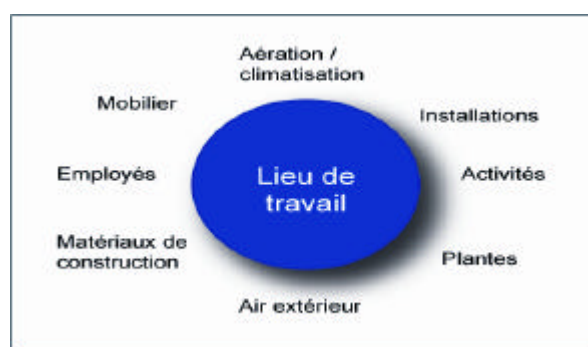 Aération /
climatisation
Mobilier
Installations
Employés
Lieu de
travail
Activités
Matériaux de
construction
Plantes
Air extérieur